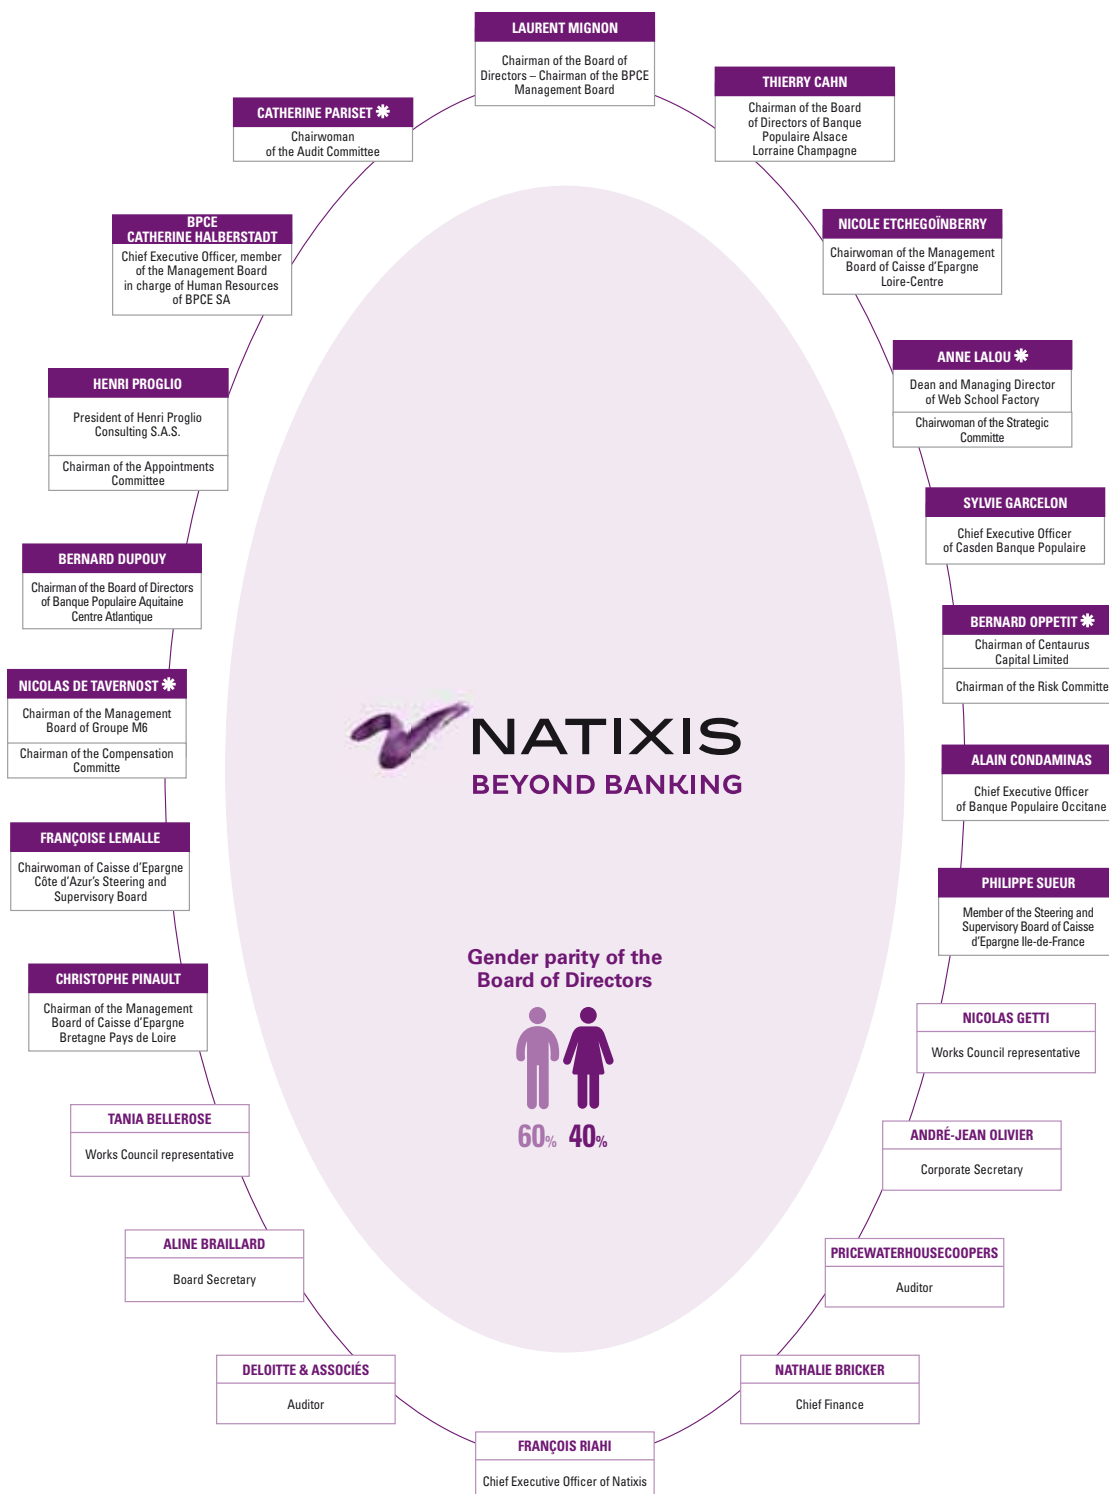 LAURENT MIGNON
Chairman of the Board of
Directors – Chairman of the BPCE
Management Board
THIERRY CAHN
Chairman of the Board
of Directors of Banque
Populaire Alsace
Lorraine Champagne
CATHERINE PARISET ✱
Chairwoman
of the Audit Committee
NICOLE ETCHEGOÏNBERRY
Chairwoman of the Management
Board of Caisse d'Epargne
Loire-Centre
BPCE
CATHERINE HALBERSTADT
Chief Executive Officer, member
of the Management Board
in charge of Human Resources
of BPCE SA
ANNE LALOU ✱
Dean and Managing Director
of Web School Factory
Chairwoman of the Strategic
Committe
HENRI PROGLIO
President of Henri Proglio
Consulting S.A.S.
Chairman of the Appointments
Committee
SYLVIE GARCELON
Chief Executive Officer
of Casden Banque Populaire
BERNARD DUPOUY
Chairman of the Board of Directors
of Banque Populaire Aquitaine
Centre Atlantique
BERNARD OPPETIT ✱
Chairman of Centaurus
Capital Limited
Chairman of the Risk Committe
NICOLAS DE TAVERNOST ✱
Chairman of the Management
Board of Groupe M6
Chairman of the Compensation
Committe
NATIXIS
BEYOND BANKING
ALAIN CONDAMINAS
Chief Executive Officer
of Banque Populaire Occitane
FRANÇOISE LEMALLE
Chairwoman of Caisse d'Epargne
Côte d'Azur's Steering and
Supervisory Board
PHILIPPE SUEUR
Member of the Steering and
Supervisory Board of Caisse
d'Epargne Ile-de-France
Gender parity of the
Board of Directors
60% 40%
CHRISTOPHE PINAULT
Chairman of the Management
Board of Caisse d'Epargne
Bretagne Pays de Loire
NICOLAS GETTI
Works Council representative
TANIA BELLEROSE
Works Council representative
ANDRÉ-JEAN OLIVIER
Corporate Secretary
ALINE BRAILLARD
Board Secretary
PRICEWATERHOUSECOOPERS
Auditor
DELOITTE & ASSOCIÉS
Auditor
NATHALIE BRICKER
Chief Finance
FRANÇOIS RIAHI
Chief Executive Officer of Natixis